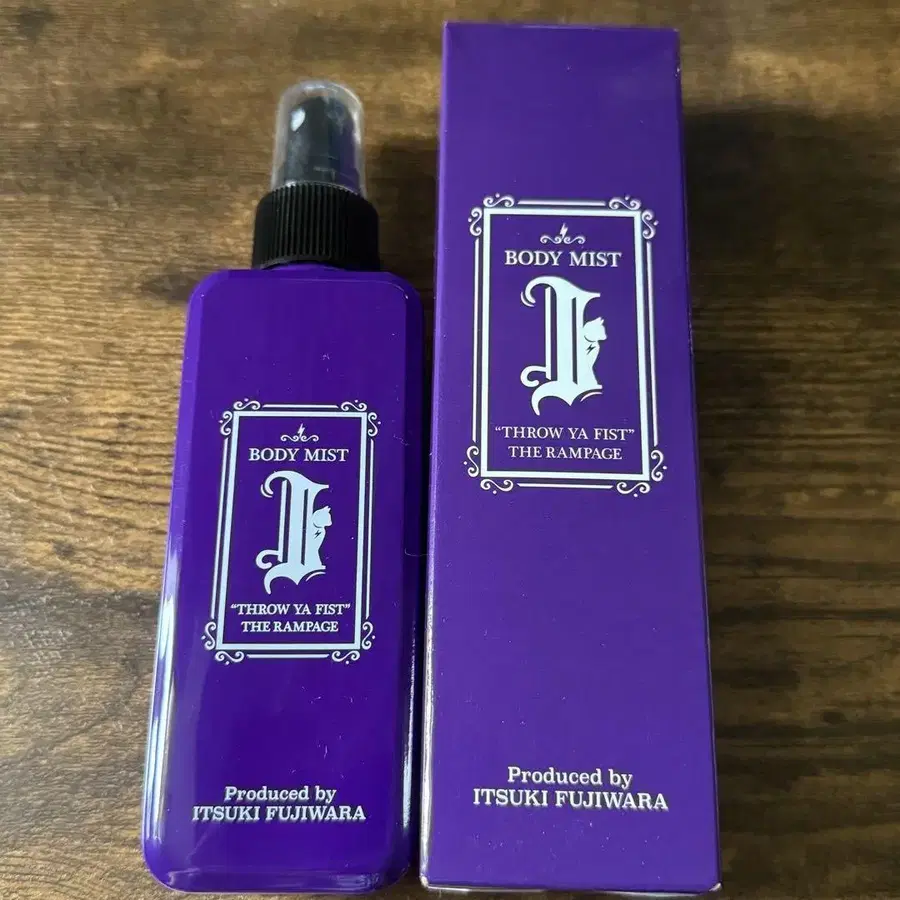 BODY MIST
I
"THROW YA FIST"
THE RAMPAGE
Produced by
ITSUKI FUJIWARA
BODY MIST
I
"THROW YA FIST"
THE RAMPAGE
Produced by
ITSUKI FUJIWARA